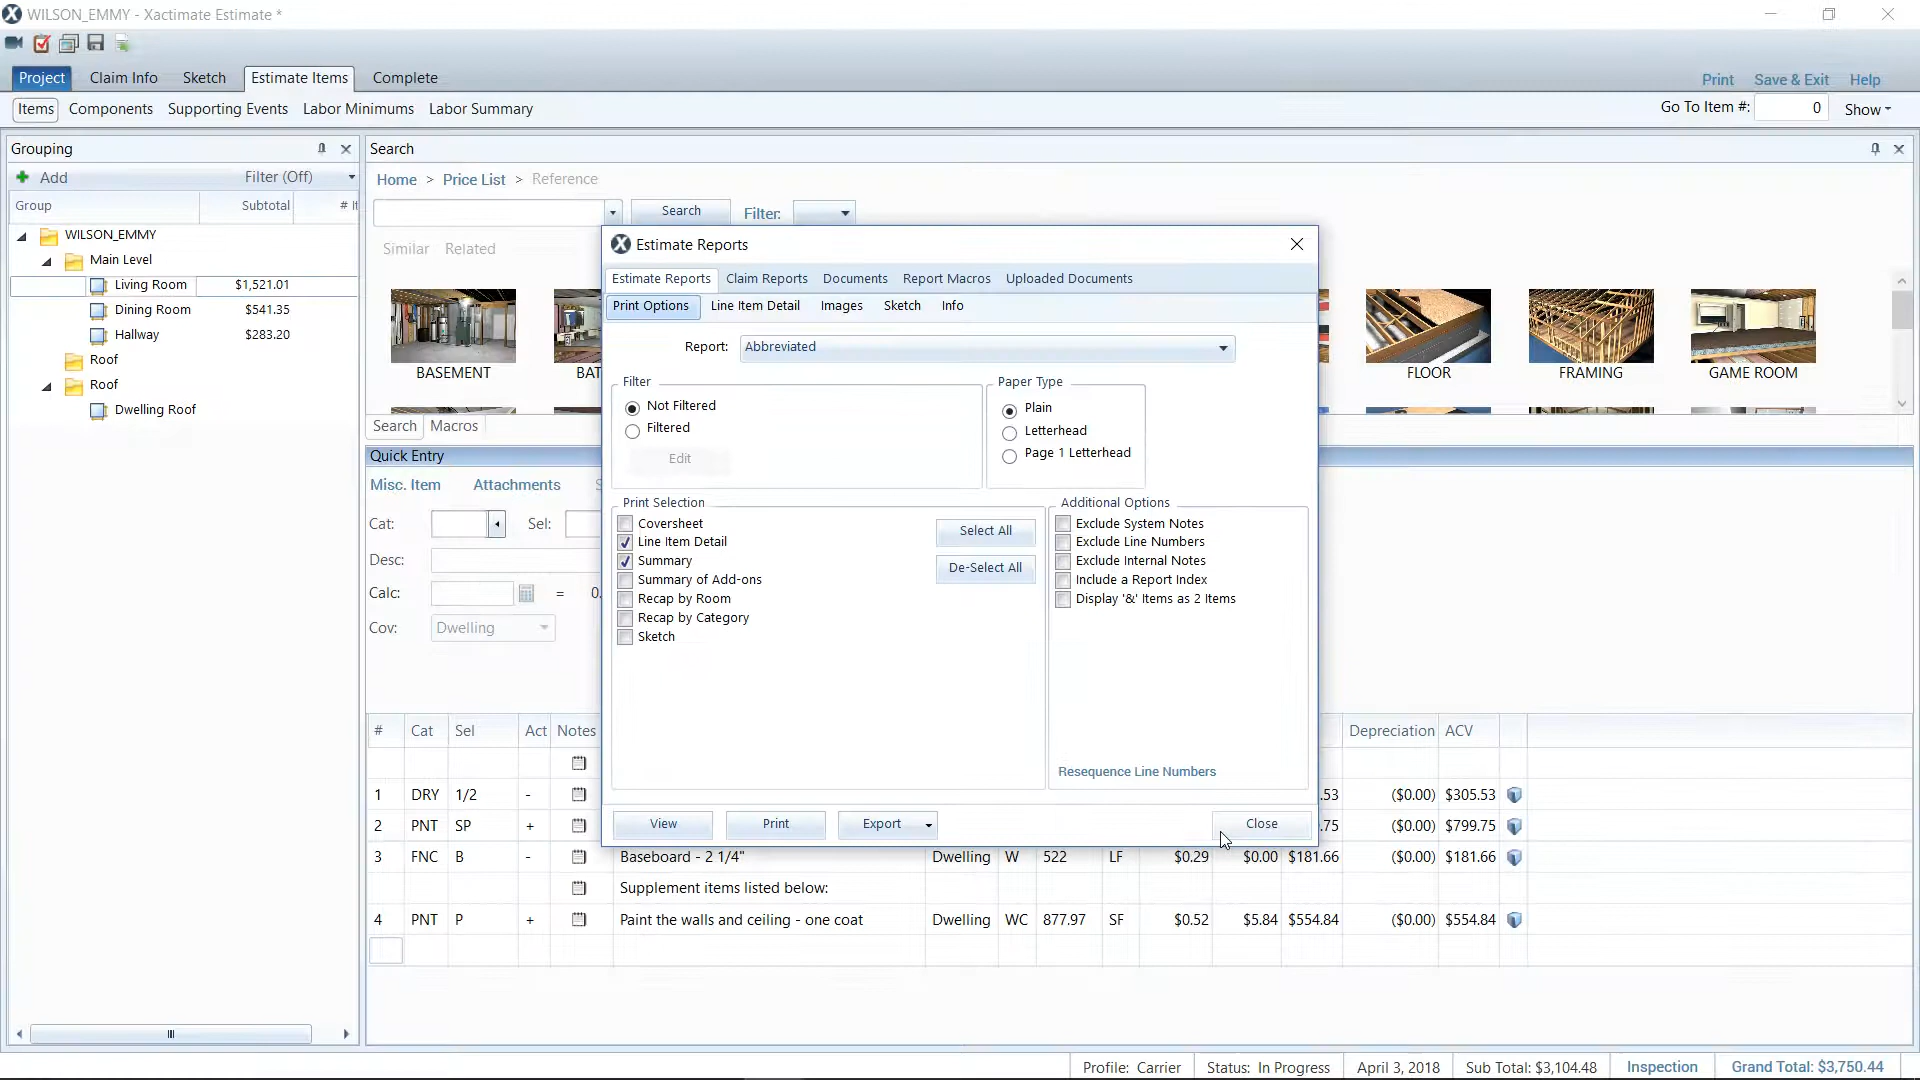 WILSON_EMMY - Xactimate Estimate *
Project Claim Info Sketch Estimate Items Complete
Print Save & Exit Help
Items Components Supporting Events Labor Minimums Labor Summary
Go To Item #: 0 Show
Grouping
Add Filter (Off)
Group Subtotal # It
WILSON_EMMY
Main Level
Living Room $1,521.01
Dining Room $541.35
Hallway $283.20
Roof
Roof
Dwelling Roof
Search
Home > Price List > Reference
Search Filter:
Similar Related
BASEMENT BAT FLOOR FRAMING GAME ROOM
Search Macros
Quick Entry
Misc. Item Attachments
Cat: Sel:
Desc:
Calc: = 0.
Cov: Dwelling
Estimate Reports
Estimate Reports Claim Reports Documents Report Macros Uploaded Documents
Print Options Line Item Detail Images Sketch Info
Report: Abbreviated
Filter
Not Filtered
Filtered
Edit
Paper Type
Plain
Letterhead
Page 1 Letterhead
Print Selection
Coversheet
Line Item Detail
Summary
Summary of Add-ons
Recap by Room
Recap by Category
Sketch
Select All
De-Select All
Additional Options
Exclude System Notes
Exclude Line Numbers
Exclude Internal Notes
Include a Report Index
Display '&' Items as 2 Items
Resequence Line Numbers
View Print Export Close
# Cat Sel Act Notes Depreciation ACV
1 DRY 1/2 - .53 ($0.00) $305.53
2 PNT SP + .75 ($0.00) $799.75
3 FNC B - Baseboard - 2 1/4" Dwelling W 522 LF $0.29 $0.00 $181.66 ($0.00) $181.66
Supplement items listed below:
4 PNT P + Paint the walls and ceiling - one coat Dwelling WC 877.97 SF $0.52 $5.84 $554.84 ($0.00) $554.84
Profile: Carrier Status: In Progress April 3, 2018 Sub Total: $3,104.48 Inspection Grand Total: $3,750.44